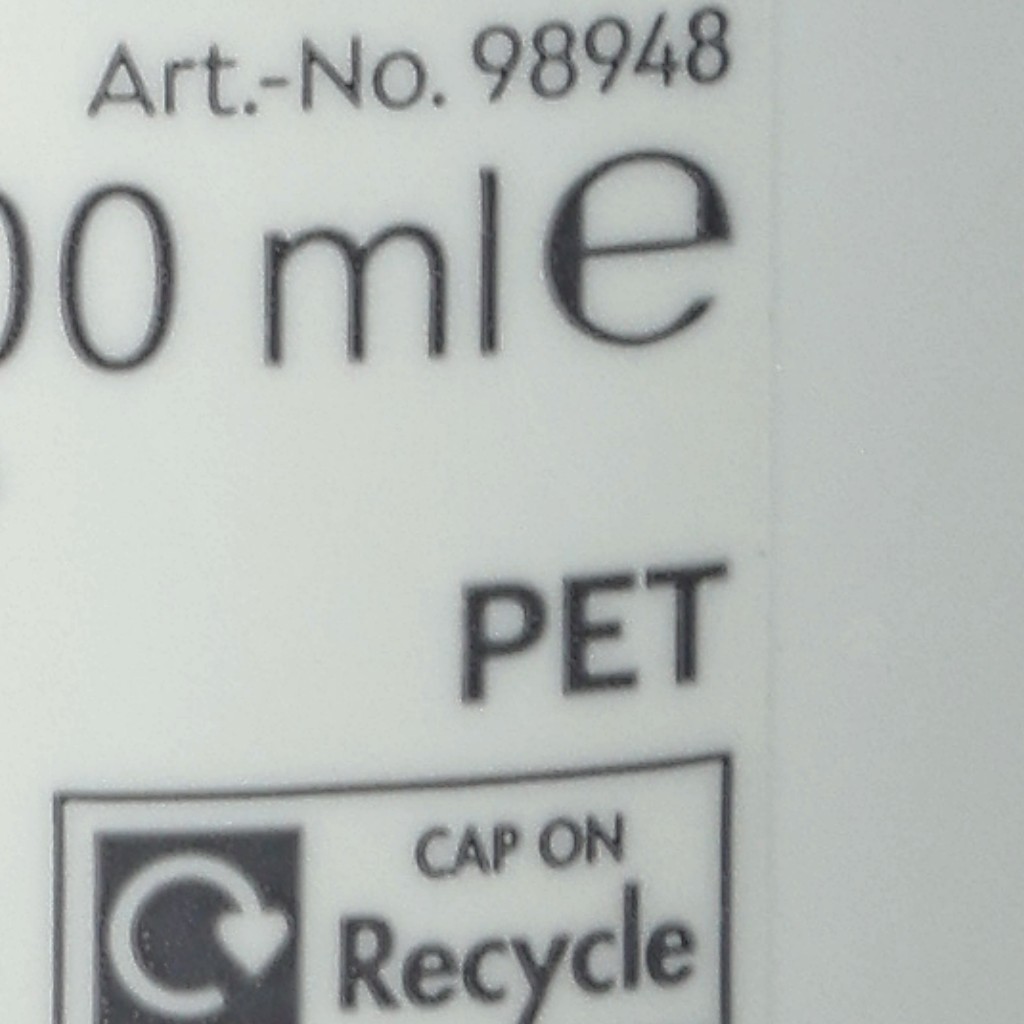 Art.-No. 98948
00 ml e
PET
CAP ON
Recycle